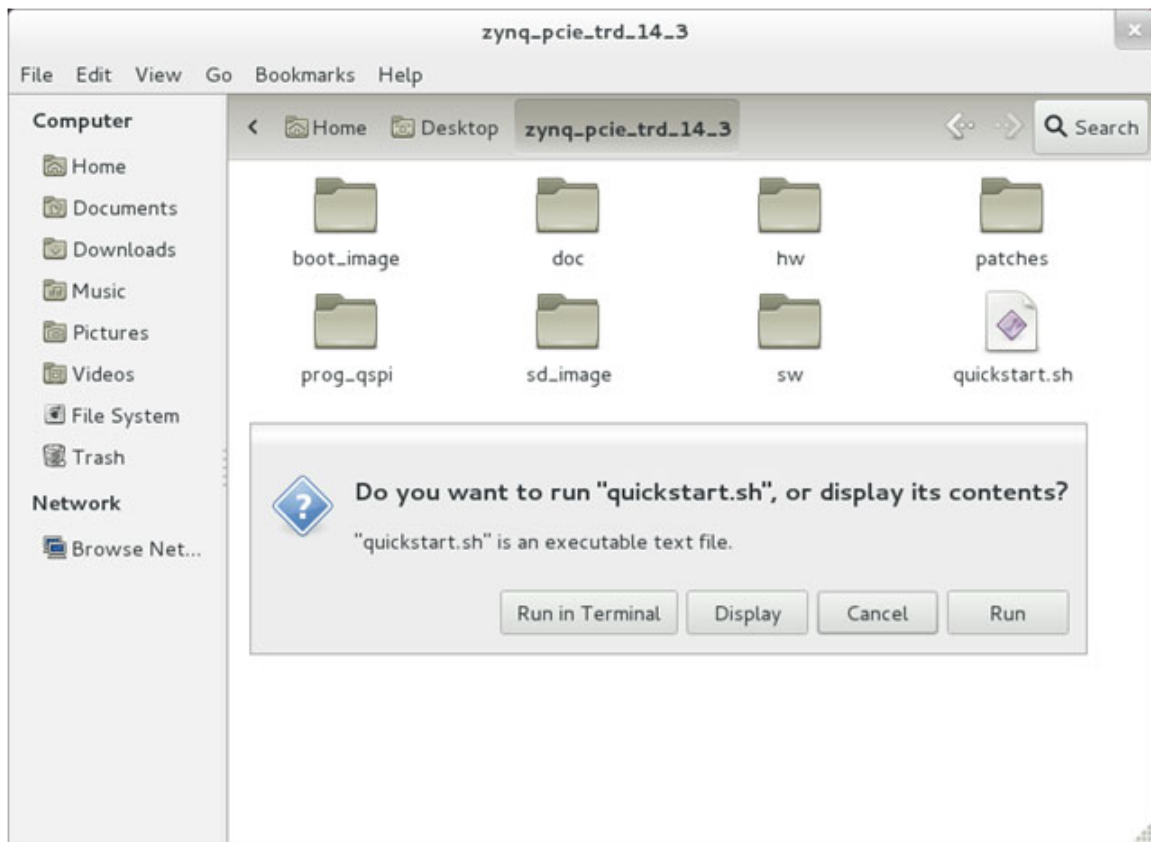 zynq_pcie_trd_14_3
File Edit View Go Bookmarks Help
Computer
Home
Documents
Downloads
Music
Pictures
Videos
File System
Trash
Network
Browse Net...
Home Desktop zynq_pcie_trd_14_3 Search
boot_image doc hw patches
prog_qspi sd_image sw quickstart.sh
Do you want to run "quickstart.sh", or display its contents?
"quickstart.sh" is an executable text file.
Run in Terminal Display Cancel Run